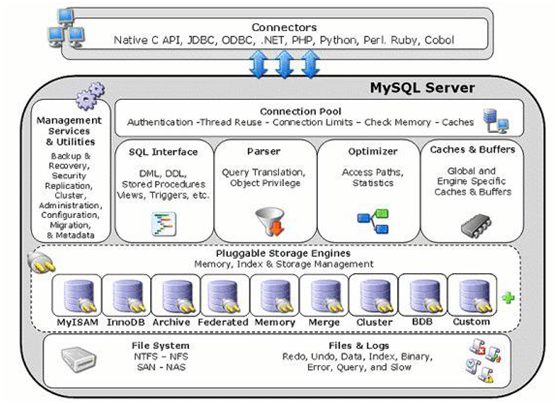 Connectors
Native C API, JDBC, ODBC, .NET, PHP, Python, Perl. Ruby, Cobol
MySQL Server
Management
Services
& Utilities
Backup &
Recovery,
Security
Replication,
Cluster,
Administration,
Configuration,
Migration,
& Metadata
Connection Pool
Authentication -Thread Reuse - Connection Limits - Check Memory - Caches
SQL Interface
DML, DDL,
Stored Procedures
Views, Triggers, etc.
Parser
Query Translation,
Object Privilege
Optimizer
Access Paths,
Statistics
Caches & Buffers
Global and
Engine Specific
Caches & Buffers
Pluggable Storage Engines
Memory, Index & Storage Management
MyISAM
InnoDB
Archive
Federated
Memory
Merge
Cluster
BDB
Custom
File System
NTFS - NFS
SAN - NAS
Files & Logs
Redo, Undo, Data, Index, Binary,
Error, Query, and Slow